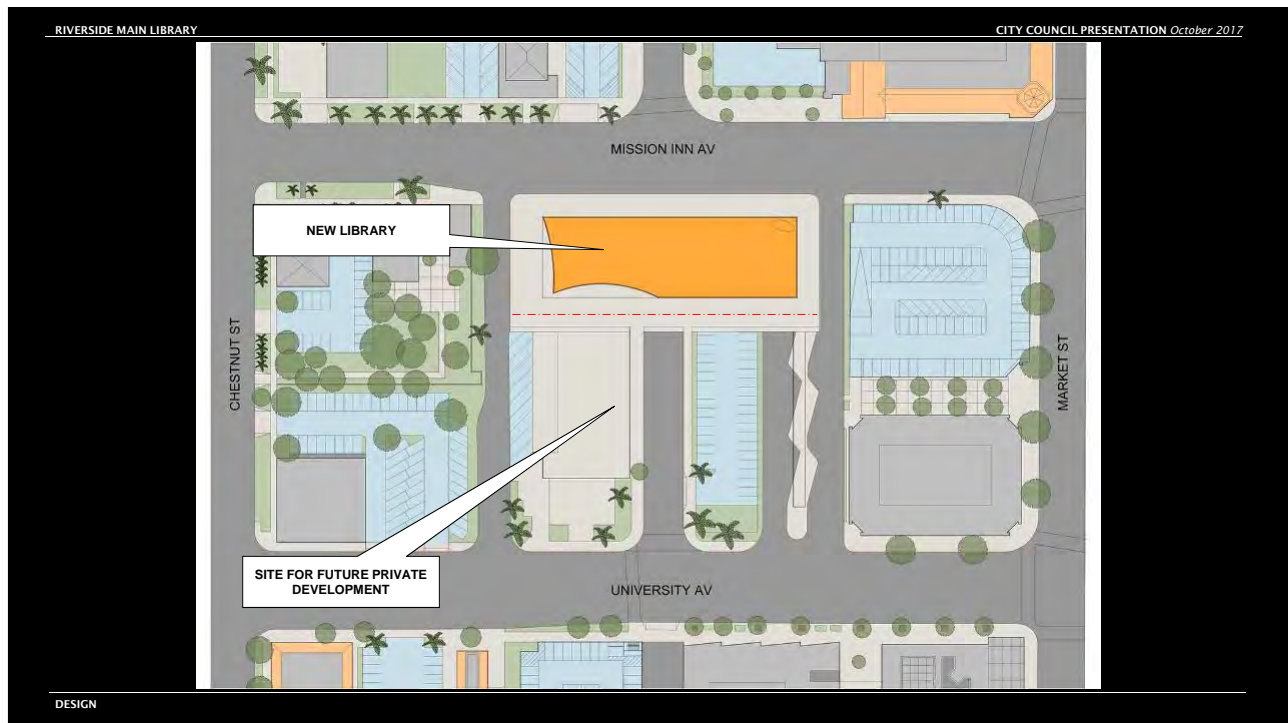 RIVERSIDE MAIN LIBRARY
CITY COUNCIL PRESENTATION October 2017
MISSION INN AV
NEW LIBRARY
CHESTNUT ST
MARKET ST
SITE FOR FUTURE PRIVATE
DEVELOPMENT
UNIVERSITY AV
DESIGN